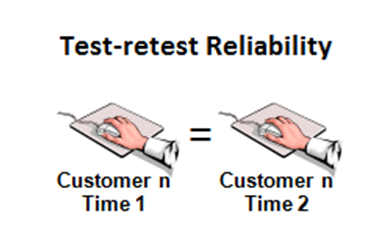 Test-retest Reliability
=
Customer n Customer n
Time 1 Time 2